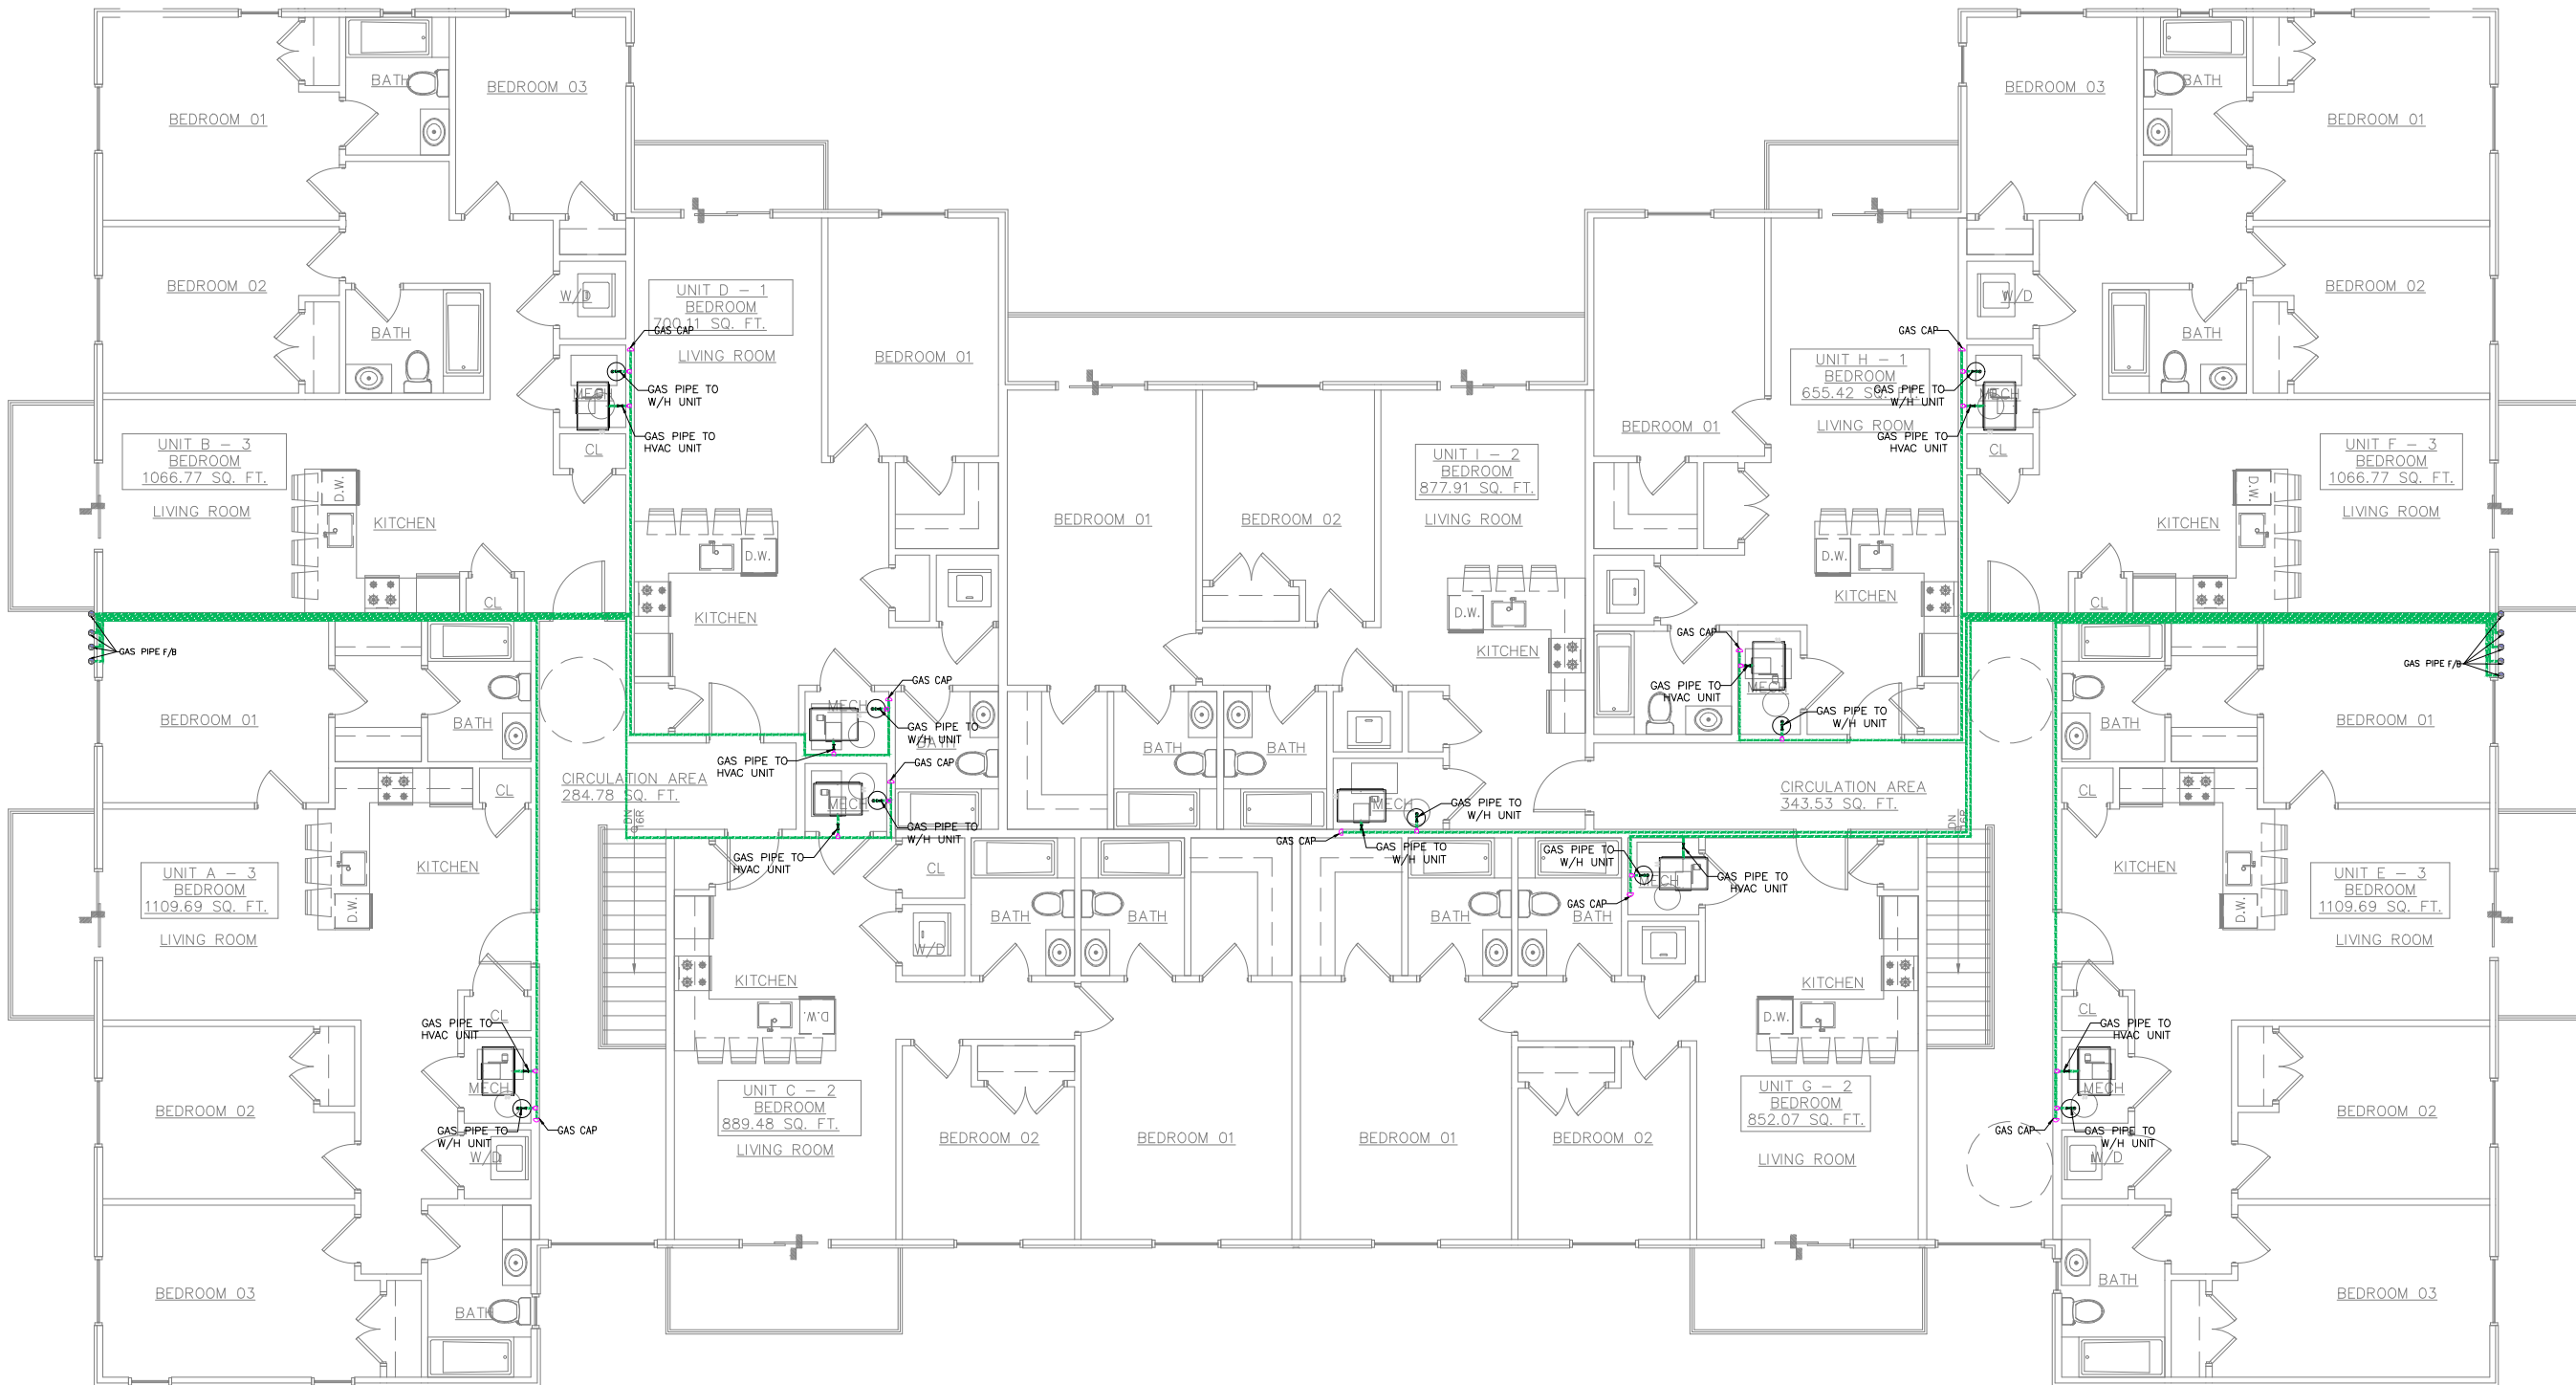 BEDROOM 01
BATH
BEDROOM 03
BEDROOM 03
BATH
BEDROOM 01
BEDROOM 02
W/D
UNIT D - 1
BEDROOM
700.11 SQ. FT.
GAS CAP
LIVING ROOM
BATH
BEDROOM 01
MECH
GAS PIPE TO
W/H UNIT
GAS PIPE TO
HVAC UNIT
CL
UNIT B - 3
BEDROOM
1066.77 SQ. FT.
LIVING ROOM
D.W.
KITCHEN
CL
D.W.
KITCHEN
BEDROOM 01
BEDROOM 02
UNIT I - 2
BEDROOM
877.91 SQ. FT.
LIVING ROOM
D.W.
KITCHEN
GAS CAP
UNIT H - 1
BEDROOM
655.42 SQ. F
LIVING ROOM
BEDROOM 01
GAS PIPE TO
W/H UNIT
GAS PIPE TO
HVAC UNIT
MECH
CL
W/D
BATH
BEDROOM 02
UNIT F - 3
BEDROOM
1066.77 SQ. FT.
LIVING ROOM
D.W.
KITCHEN
CL
D.W.
KITCHEN
GAS PIPE F/B
BEDROOM 01
BATH
GAS CAP
MECH
GAS PIPE TO
W/H UNIT
BATH
GAS PIPE TO
HVAC UNIT
GAS CAP
CIRCULATION AREA
284.78 SQ. FT.
DN
16R
MECH
GAS PIPE TO
W/H UNIT
GAS PIPE TO
HVAC UNIT
BATH
BATH
MECH
GAS PIPE TO
W/H UNIT
GAS CAP
GAS PIPE TO
W/H UNIT
GAS CAP
GAS PIPE TO
HVAC UNIT
MECH
GAS PIPE TO
W/H UNIT
CIRCULATION AREA
343.53 SQ. FT.
DN
16R
GAS PIPE TO
W/H UNIT
MECH
GAS PIPE TO
HVAC UNIT
GAS CAP
GAS PIPE F/B
BATH
BEDROOM 01
CL
KITCHEN
UNIT A - 3
BEDROOM
1109.69 SQ. FT.
D.W.
LIVING ROOM
CL
GAS PIPE TO
HVAC UNIT
MECH
GAS PIPE TO
W/H UNIT
W/D
GAS CAP
BEDROOM 02
BEDROOM 03
BATH
CL
W/D
BATH
BATH
BATH
BATH
KITCHEN
D.W.
UNIT C - 2
BEDROOM
889.48 SQ. FT.
LIVING ROOM
BEDROOM 02
BEDROOM 01
BEDROOM 01
BEDROOM 02
KITCHEN
D.W.
UNIT G - 2
BEDROOM
852.07 SQ. FT.
LIVING ROOM
CL
KITCHEN
UNIT E - 3
BEDROOM
1109.69 SQ. FT.
D.W.
LIVING ROOM
CL
GAS PIPE TO
HVAC UNIT
MECH
GAS CAP
GAS PIPE TO
W/H UNIT
W/D
BEDROOM 02
BATH
BEDROOM 03